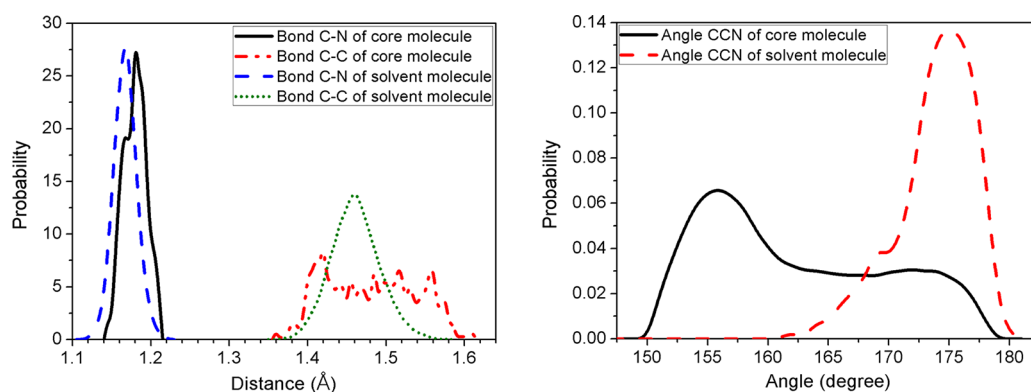 30
25
20
15
10
5
0
Probability
Bond C-N of core molecule
Bond C-C of core molecule
Bond C-N of solvent molecule
Bond C-C of solvent molecule
1.1 1.2 1.3 1.4 1.5 1.6
Distance (Å)
0.14
0.12
0.10
0.08
0.06
0.04
0.02
0.00
Probability
Angle CCN of core molecule
Angle CCN of solvent molecule
150 155 160 165 170 175 180
Angle (degree)